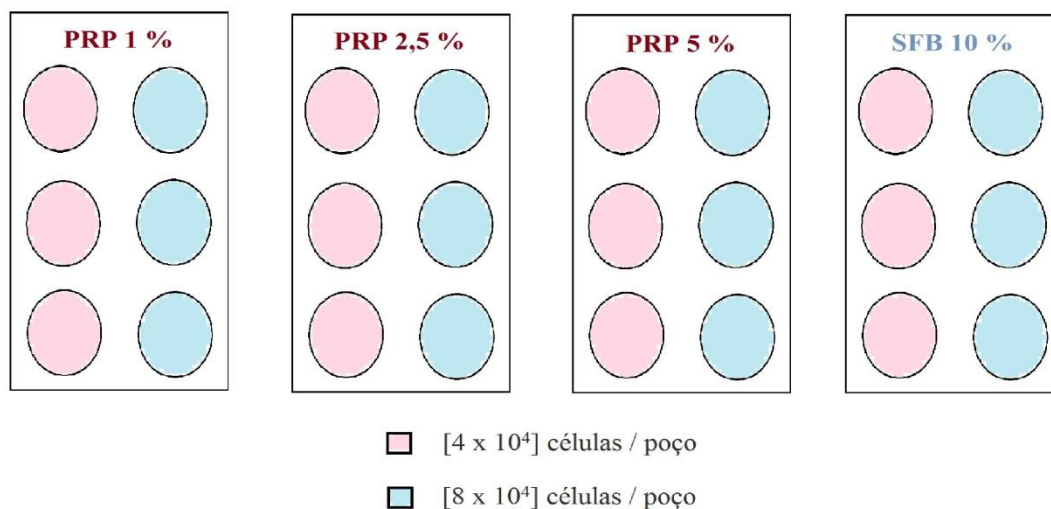 PRP 1 %
PRP 2,5 %
PRP 5 %
SFB 10 %
[4 x 10⁴] células / poço
[8 x 10⁴] células / poço